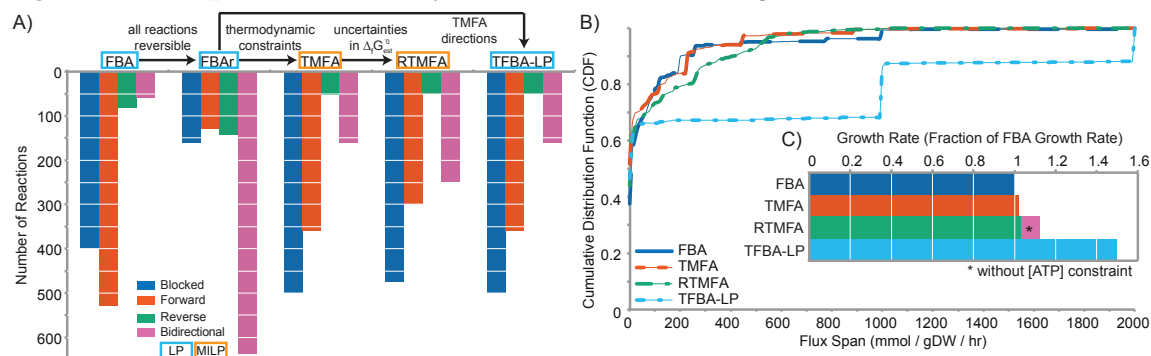 A)
all reactions
reversible
thermodynamic
constraints
uncertainties
in ΔfG'°est
TMFA
directions
FBA
FBAr
TMFA
RTMFA
TFBA-LP
Number of Reactions
0
100
200
300
400
500
600
Blocked
Forward
Reverse
Bidirectional
LP
MILP
B)
Cumulative Distribution Function (CDF)
1
0.8
0.6
0.4
0.2
0
FBA
TMFA
RTMFA
TFBA-LP
0
200
400
600
800
1000
1200
1400
1600
1800
2000
Flux Span (mmol / gDW / hr)
C)
Growth Rate (Fraction of FBA Growth Rate)
0
0.2
0.4
0.6
0.8
1
1.2
1.4
1.6
FBA
TMFA
RTMFA
TFBA-LP
*
* without [ATP] constraint